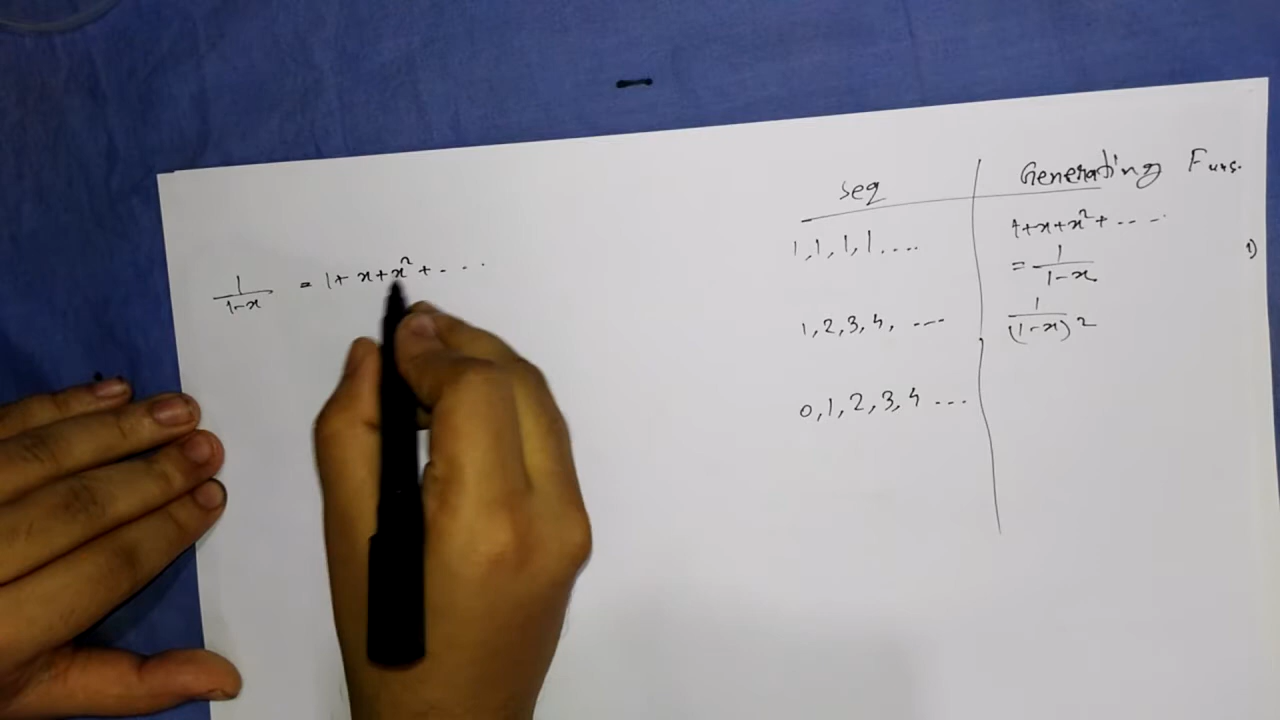 Seq | Generating Funs.
1,1,1,1.... | 1+x+x²+.....
= 1/(1-x)
1)
1/(1-x) = 1+x+x²+....
1,2,3,4, .... | 1/(1-x)²
0,1,2,3,4 ...